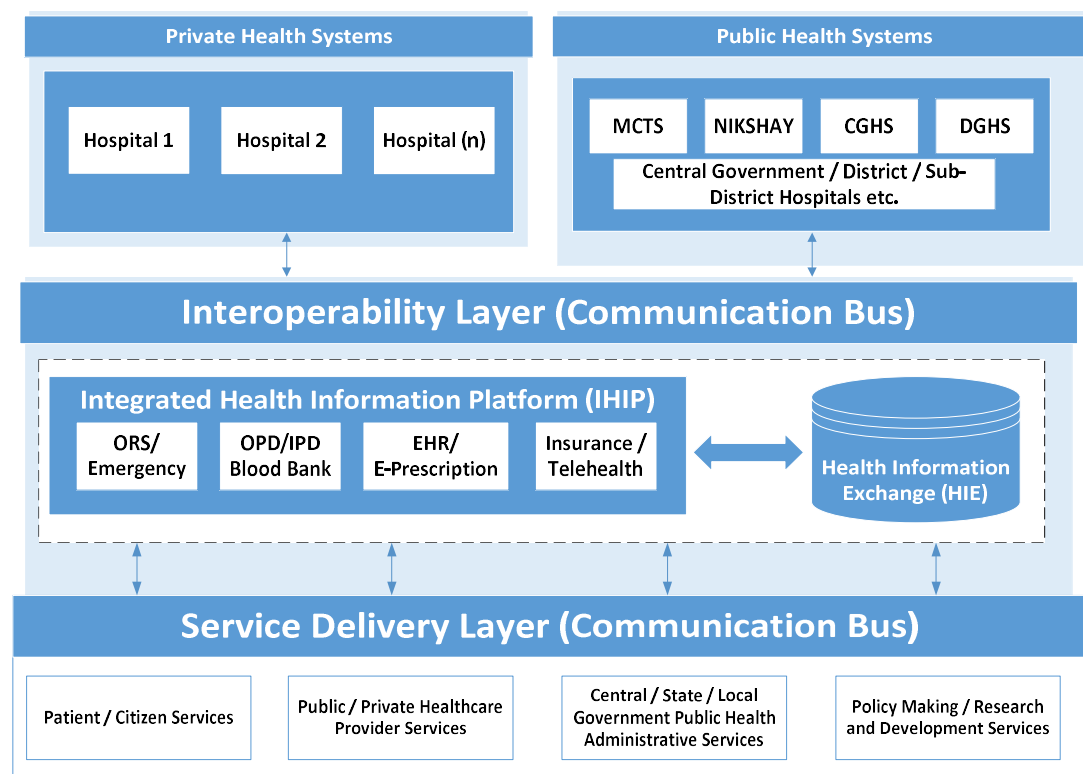 Private Health Systems
Public Health Systems
Hospital 1
Hospital 2
Hospital (n)
MCTS
NIKSHAY
CGHS
DGHS
Central Government / District / Sub-
District Hospitals etc.
Interoperability Layer (Communication Bus)
Integrated Health Information Platform (IHIP)
ORS/
Emergency
OPD/IPD
Blood Bank
EHR/
E-Prescription
Insurance /
Telehealth
Health Information
Exchange (HIE)
Service Delivery Layer (Communication Bus)
Patient / Citizen Services
Public / Private Healthcare
Provider Services
Central / State / Local
Government Public Health
Administrative Services
Policy Making / Research
and Development Services